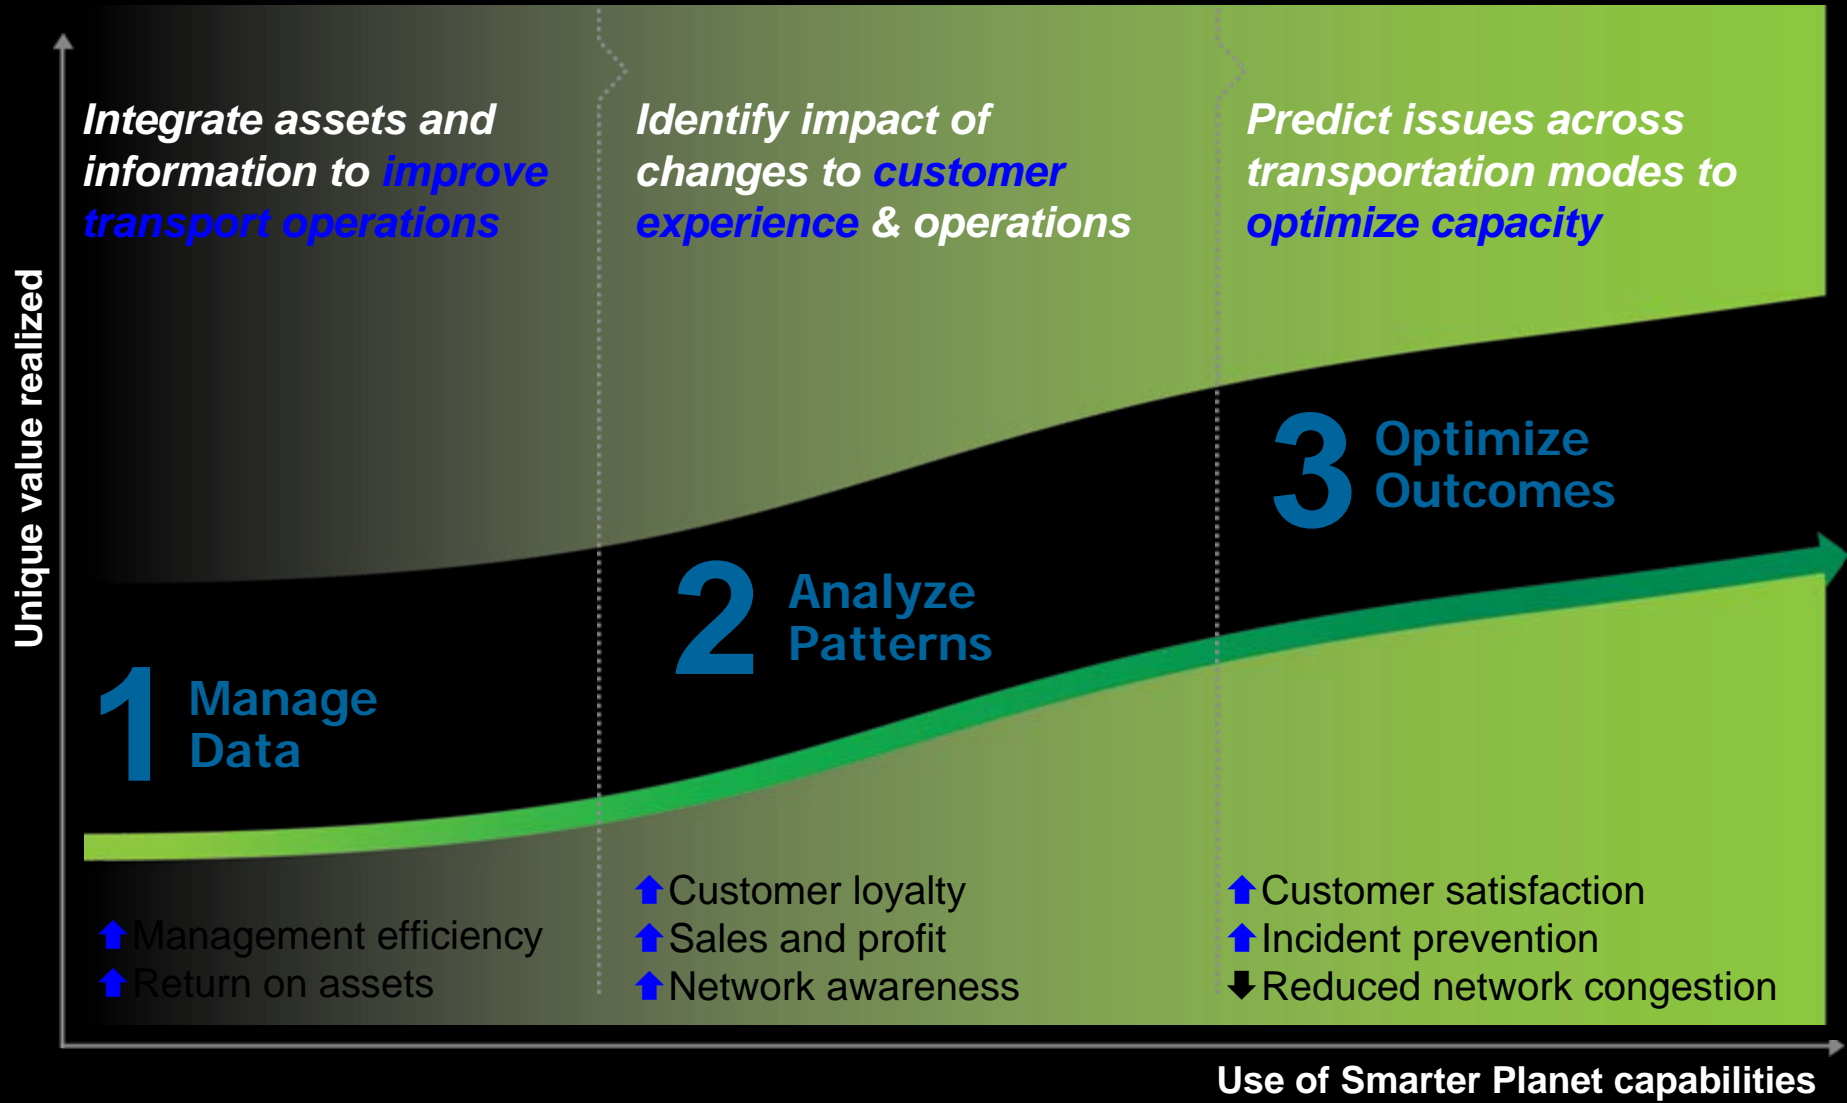 Integrate assets and
information to improve
transport operations
Identify impact of
changes to customer
experience & operations
Predict issues across
transportation modes to
optimize capacity
Unique value realized
1 Manage
Data
2 Analyze
Patterns
3 Optimize
Outcomes
Management efficiency
Return on assets
Customer loyalty
Sales and profit
Network awareness
Customer satisfaction
Incident prevention
Reduced network congestion
Use of Smarter Planet capabilities